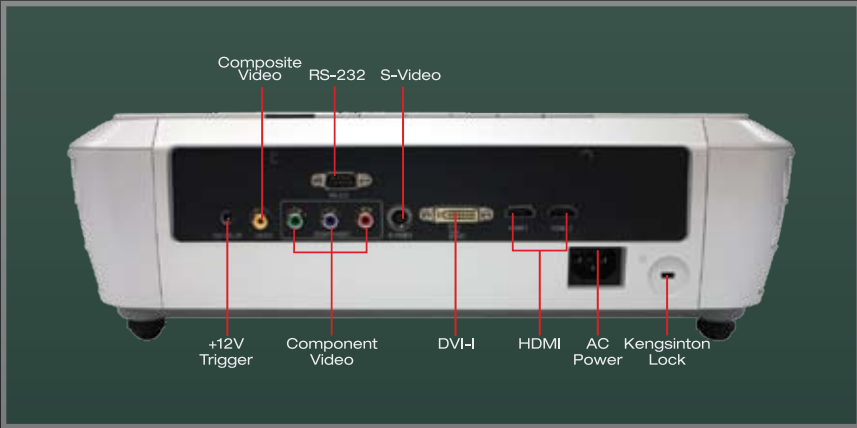 Composite
Video
RS-232
S-Video
+12V
Trigger
Component
Video
DVI-I
HDMI
AC
Power
Kengsinton
Lock